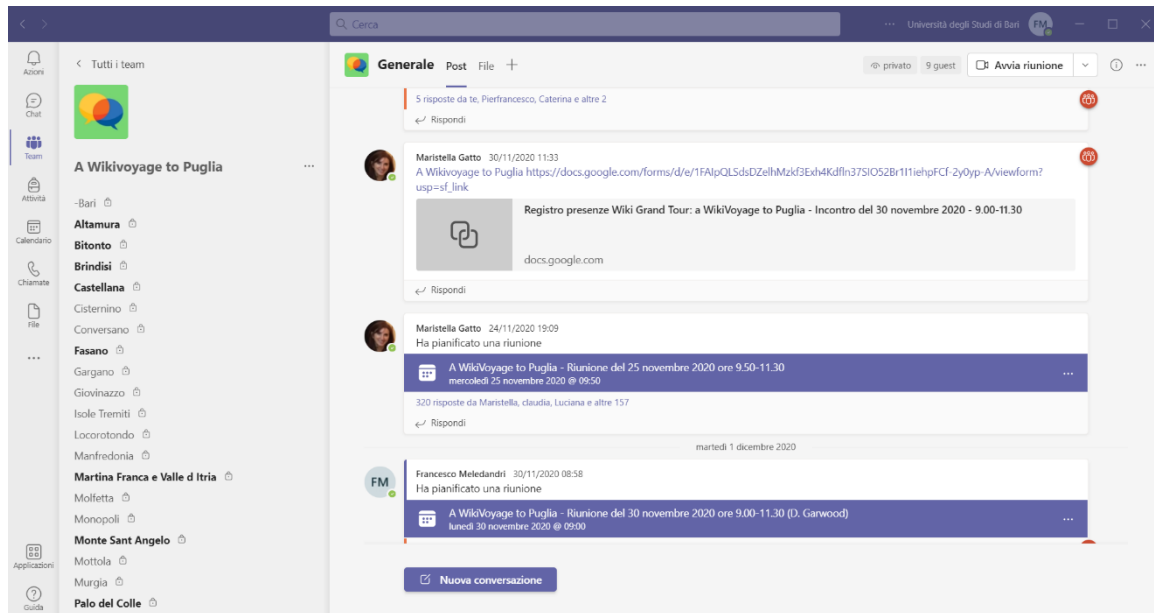 Cerca
Università degli Studi di Bari
FM
Azioni
Chat
Team
Attività
Calendario
Chiamate
File
Applicazioni
Guida
Tutti i team
A Wikivoyage to Puglia
-Bari
Altamura
Bitonto
Brindisi
Castellana
Cisternino
Conversano
Fasano
Gargano
Giovinazzo
Isole Tremiti
Locorotondo
Manfredonia
Martina Franca e Valle d Itria
Molfetta
Monopoli
Monte Sant Angelo
Mottola
Murgia
Palo del Colle
Generale Post File
privato 9 guest Avvia riunione
5 risposte da te, Pierfrancesco, Caterina e altre 2
Rispondi
Maristella Gatto 30/11/2020 11:33
A Wikivoyage to Puglia https://docs.google.com/forms/d/e/1FAIpQLSdsDZelhMzkf3Exh4Kdfln37SIO52Br1I1iehpFCf-2y0yp-A/viewform?
usp=sf_link
Registro presenze Wiki Grand Tour: a WikiVoyage to Puglia - Incontro del 30 novembre 2020 - 9.00-11.30
docs.google.com
Rispondi
Maristella Gatto 24/11/2020 19:09
Ha pianificato una riunione
A WikiVoyage to Puglia - Riunione del 25 novembre 2020 ore 9.50-11.30
mercoledì 25 novembre 2020 @ 09:50
320 risposte da Maristella, claudia, Luciana e altre 157
Rispondi
martedì 1 dicembre 2020
FM
Francesco Meledandri 30/11/2020 08:58
Ha pianificato una riunione
A WikiVoyage to Puglia - Riunione del 30 novembre 2020 ore 9.00-11.30 (D. Garwood)
lunedì 30 novembre 2020 @ 09:00
Nuova conversazione